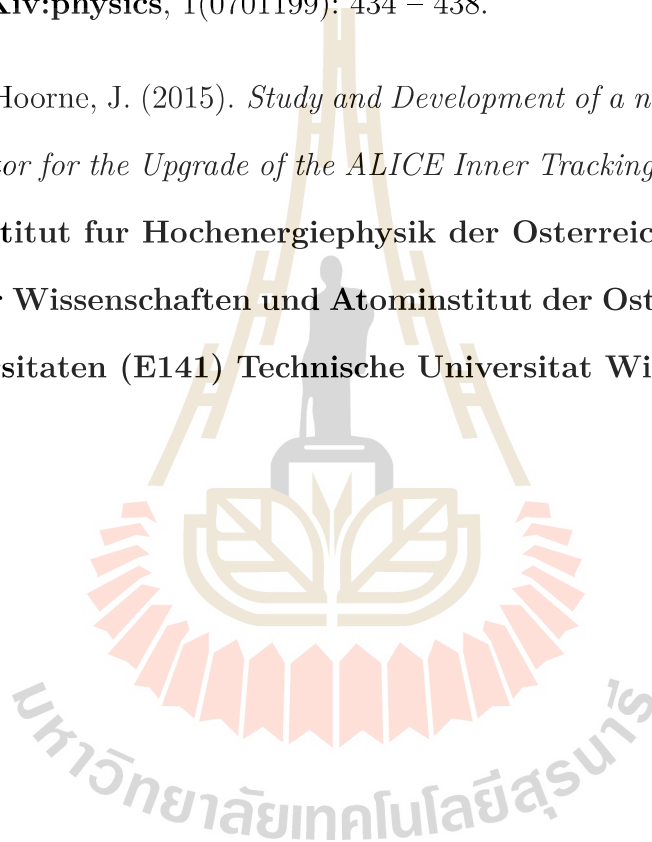 Xiv:physics, 1(0701199): 434 – 438.
Hoorne, J. (2015). Study and Development of a n
tor for the Upgrade of the ALICE Inner Tracking
titut fur Hochenergiephysik der Osterreic
r Wissenschaften und Atominstitut der Ost
rsitaten (E141) Technische Universitat Wi
มหาวิทยาลัยเทคโนโลยีสุรนารี